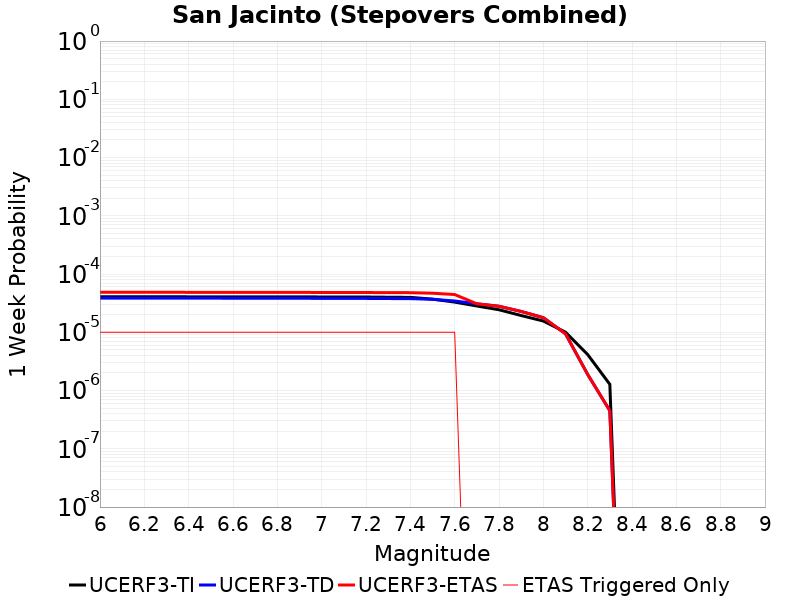 San Jacinto (Stepovers Combined)
1 Week Probability
10^0
10^-1
10^-2
10^-3
10^-4
10^-5
10^-6
10^-7
10^-8
6 6.2 6.4 6.6 6.8 7 7.2 7.4 7.6 7.8 8 8.2 8.4 8.6 8.8 9
Magnitude
UCERF3-TI UCERF3-TD UCERF3-ETAS ETAS Triggered Only